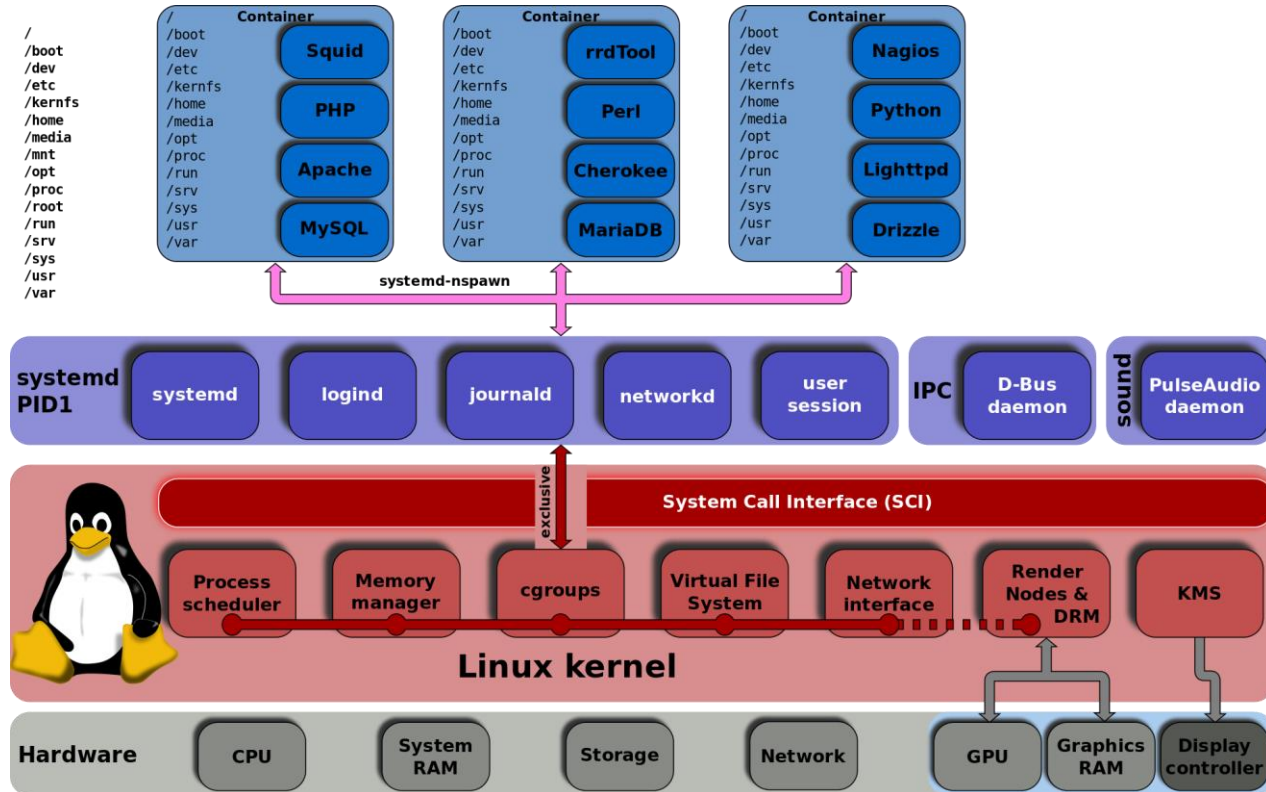 /
/boot
/dev
/etc
/kernfs
/home
/media
/mnt
/opt
/proc
/root
/run
/srv
/sys
/usr
/var
Container
/
/boot
/dev
/etc
/kernfs
/home
/media
/opt
/proc
/run
/srv
/sys
/usr
/var
Squid
PHP
Apache
MySQL
Container
/
/boot
/dev
/etc
/kernfs
/home
/media
/opt
/proc
/run
/srv
/sys
/usr
/var
rrdTool
Perl
Cherokee
MariaDB
Container
/
/boot
/dev
/etc
/kernfs
/home
/media
/opt
/proc
/run
/srv
/sys
/usr
/var
Nagios
Python
Lighttpd
Drizzle
systemd-nspawn
systemd
PID1
systemd
logind
journald
networkd
user
session
IPC
D-Bus
daemon
sound
PulseAudio
daemon
exclusive
System Call Interface (SCI)
Process
scheduler
Memory
manager
cgroups
Virtual File
System
Network
interface
Render
Nodes &
DRM
KMS
Linux kernel
Hardware
CPU
System
RAM
Storage
Network
GPU
Graphics
RAM
Display
controller